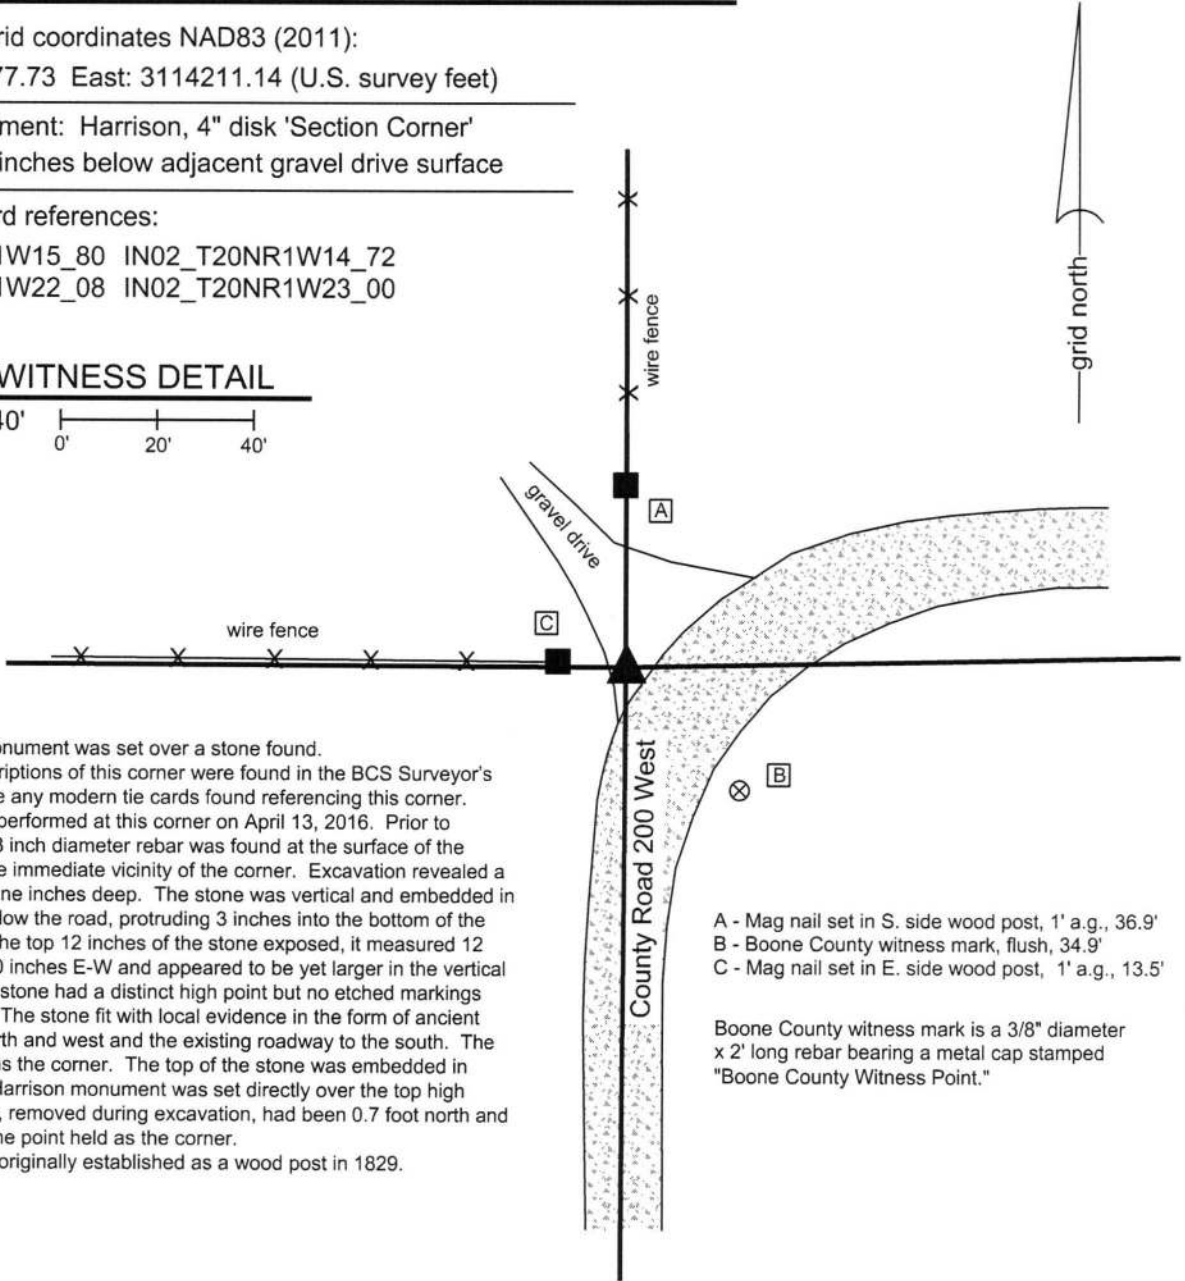 rid coordinates NAD83 (2011):
77.73 East: 3114211.14 (U.S. survey feet)
ment: Harrison, 4" disk 'Section Corner'
inches below adjacent gravel drive surface
rd references:
1W15_80 IN02_T20NR1W14_72
1W22_08 IN02_T20NR1W23_00
WITNESS DETAIL
40'
0' 20' 40'
wire fence
grid north
gravel drive
A
C
wire fence
B
County Road 200 West
onument was set over a stone found.
riptions of this corner were found in the BCS Surveyor's
e any modern tie cards found referencing this corner.
performed at this corner on April 13, 2016. Prior to
8 inch diameter rebar was found at the surface of the
e immediate vicinity of the corner. Excavation revealed a
ne inches deep. The stone was vertical and embedded in
low the road, protruding 3 inches into the bottom of the
he top 12 inches of the stone exposed, it measured 12
0 inches E-W and appeared to be yet larger in the vertical
stone had a distinct high point but no etched markings
The stone fit with local evidence in the form of ancient
rth and west and the existing roadway to the south. The
as the corner. The top of the stone was embedded in
Harrison monument was set directly over the top high
, removed during excavation, had been 0.7 foot north and
he point held as the corner.
originally established as a wood post in 1829.
A - Mag nail set in S. side wood post, 1' a.g., 36.9'
B - Boone County witness mark, flush, 34.9'
C - Mag nail set in E. side wood post, 1' a.g., 13.5'
Boone County witness mark is a 3/8" diameter
x 2' long rebar bearing a metal cap stamped
"Boone County Witness Point."